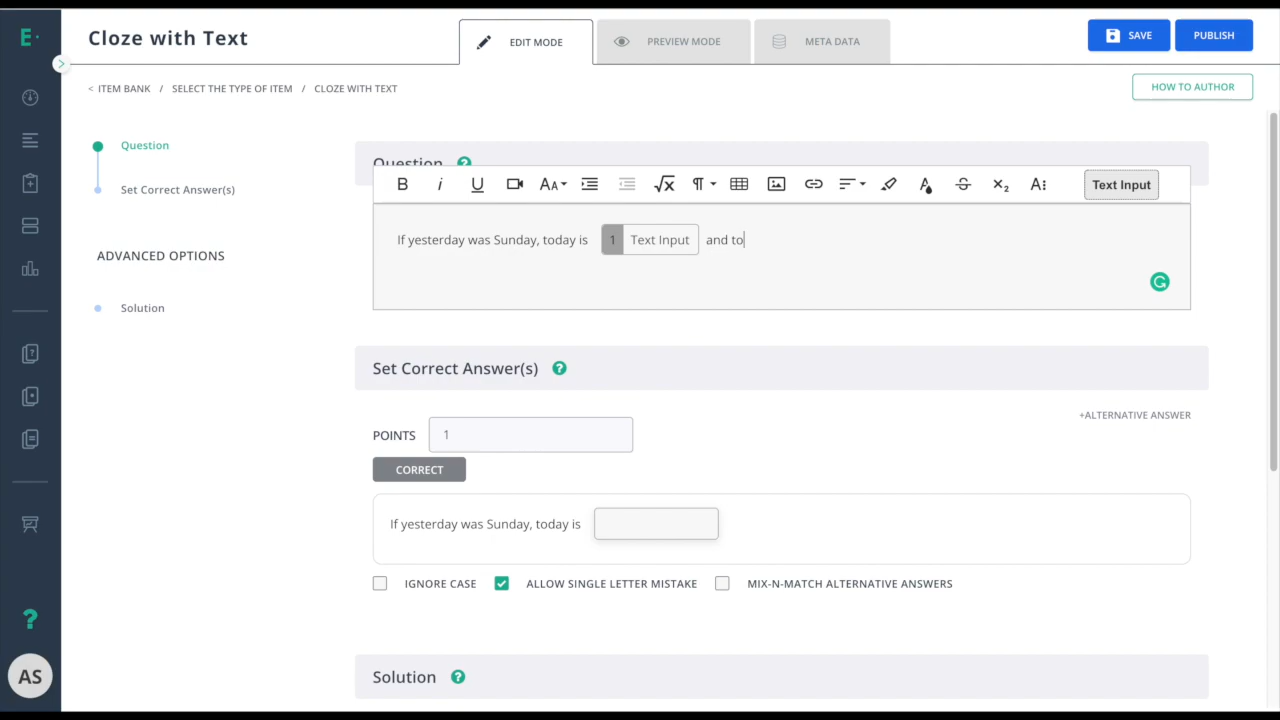 E
Cloze with Text
EDIT MODE
PREVIEW MODE
META DATA
SAVE
PUBLISH
< ITEM BANK / SELECT THE TYPE OF ITEM / CLOZE WITH TEXT
HOW TO AUTHOR
Question
Set Correct Answer(s)
ADVANCED OPTIONS
Solution
Question ?
B i U AA √x ¶ A X₂ A Text Input
If yesterday was Sunday, today is 1 Text Input and to
Set Correct Answer(s) ?
+ALTERNATIVE ANSWER
POINTS 1
CORRECT
If yesterday was Sunday, today is
IGNORE CASE ALLOW SINGLE LETTER MISTAKE MIX-N-MATCH ALTERNATIVE ANSWERS
Solution ?
?
AS